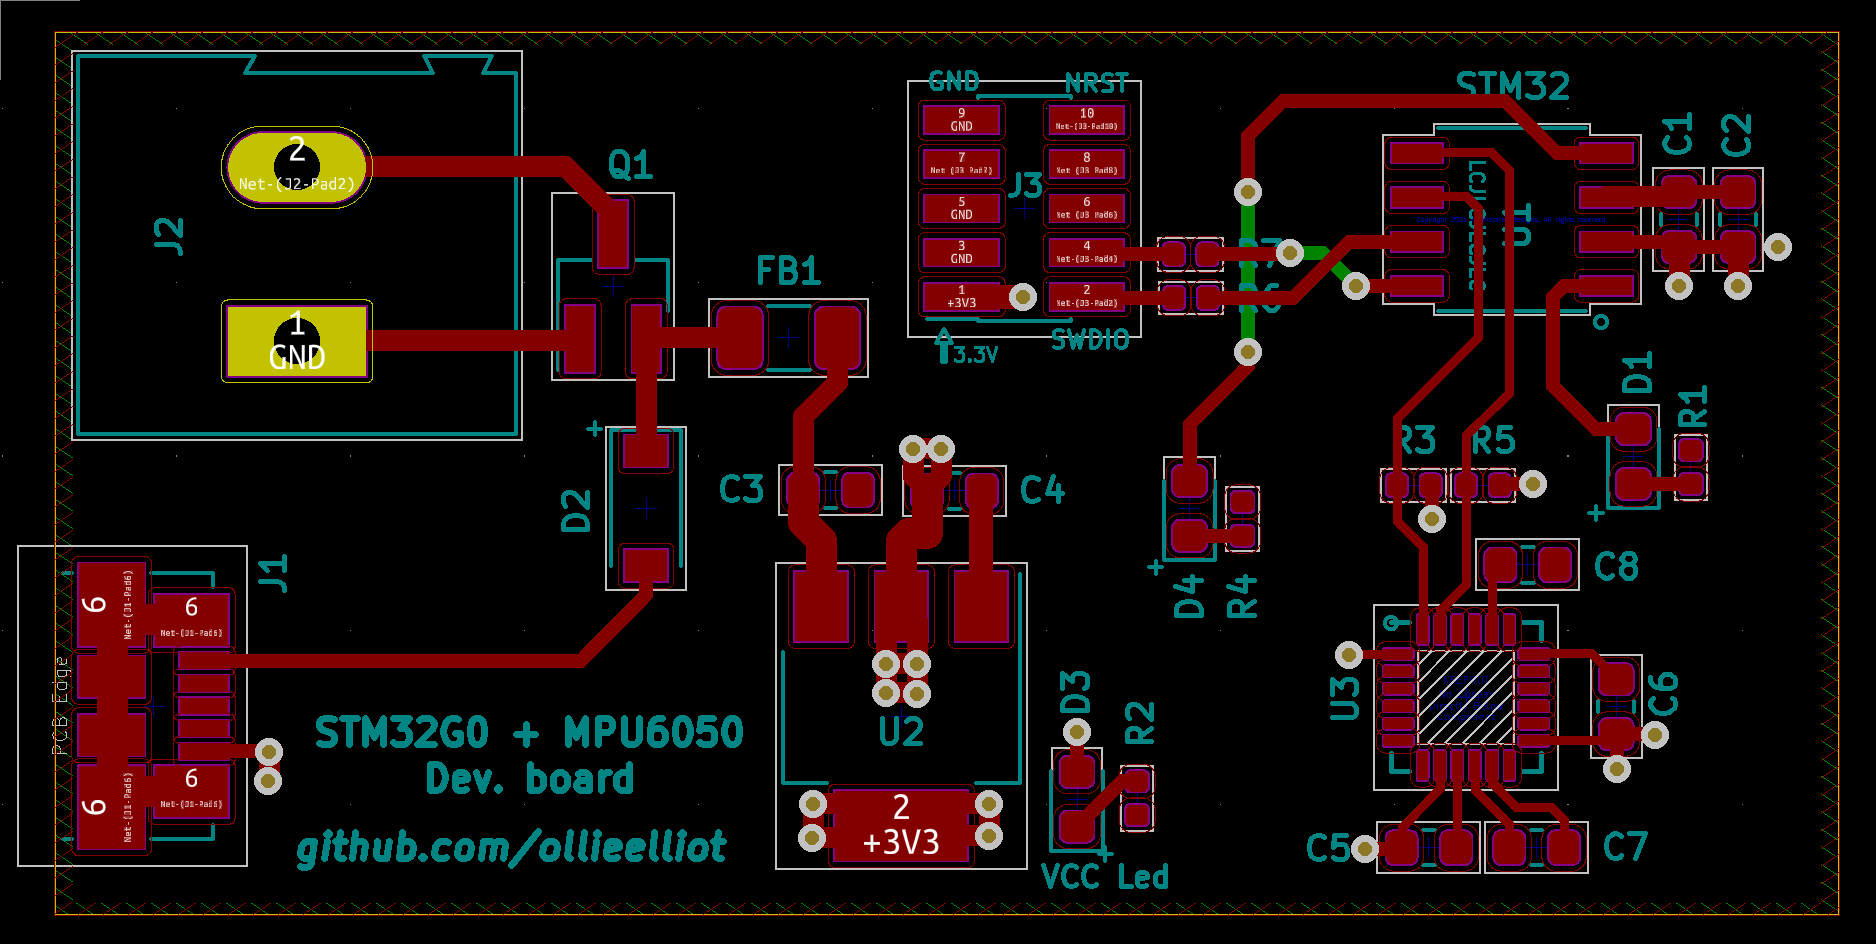 GND
NRST
STM32
9
GND
10
Net-(J3-Pad10)
7
Net-(J3-Pad7)
8
Net-(J3-Pad8)
J3
5
GND
6
Net-(J3-Pad6)
3
GND
4
Net-(J3-Pad4)
1
+3V3
2
Net-(J3-Pad2)
3.3V
SWDIO
C1
C2
U1
2
Net-(J2-Pad2)
J2
1
GND
Q1
FB1
R7
R6
D1
R1
R3
R5
+
D2
C3
C4
+
D4
R4
+
C8
J1
6
Net-(J1-Pad6)
6
Net-(J1-Pad6)
PCB Edge
6
Net-(J1-Pad6)
6
Net-(J1-Pad6)
STM32G0 + MPU6050
Dev. board
github.com/ollieelliot
U2
2
+3V3
D3
R2
+
VCC Led
U3
C6
C5
C7